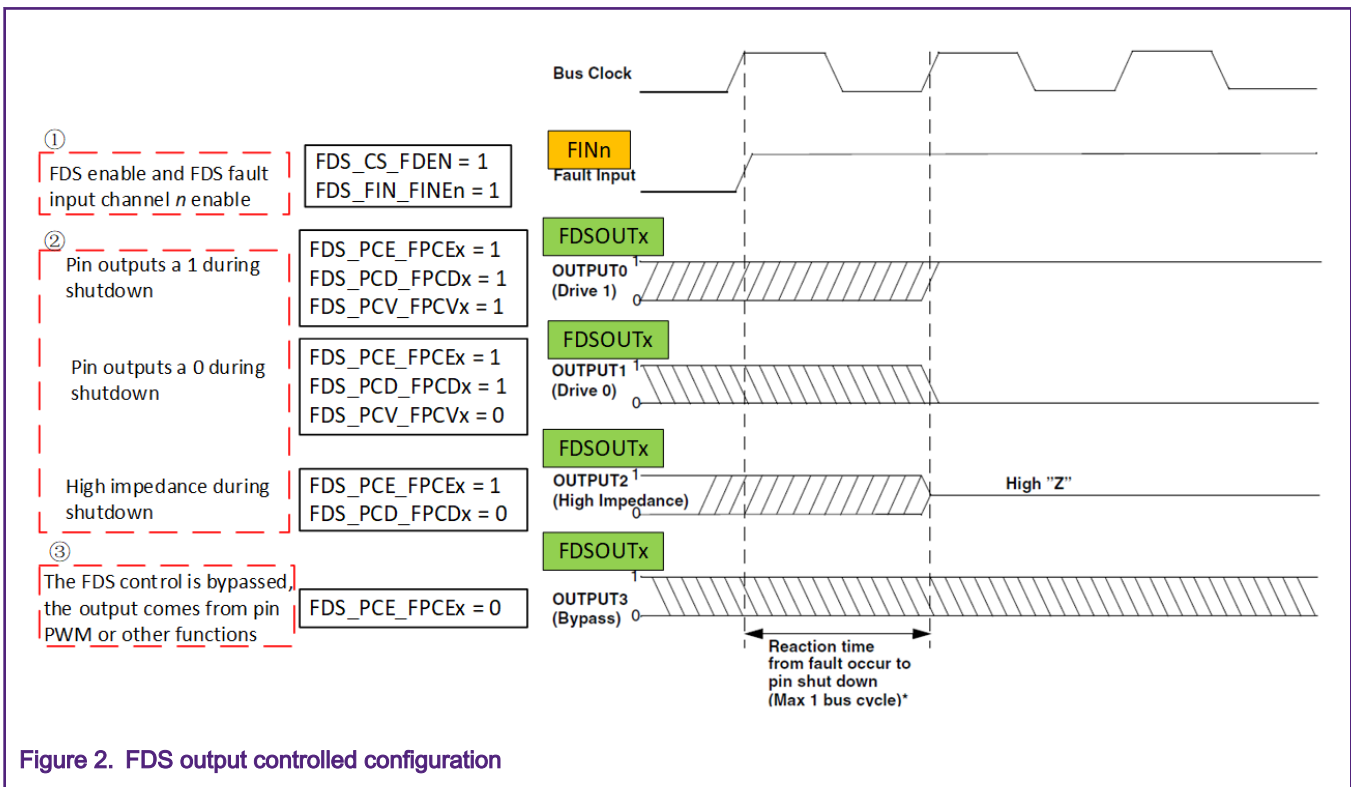 Bus Clock
①
FDS enable and FDS fault
input channel n enable
FDS_CS_FDEN = 1
FDS_FIN_FINEn = 1
FINn
Fault Input
②
Pin outputs a 1 during
shutdown
FDS_PCE_FPCEx = 1
FDS_PCD_FPCDx = 1
FDS_PCV_FPCVx = 1
FDSOUTx
OUTPUT0
(Drive 1)
1
0
Pin outputs a 0 during
shutdown
FDS_PCE_FPCEx = 1
FDS_PCD_FPCDx = 1
FDS_PCV_FPCVx = 0
FDSOUTx
OUTPUT1
(Drive 0)
1
0
High impedance during
shutdown
FDS_PCE_FPCEx = 1
FDS_PCD_FPCDx = 0
FDSOUTx
OUTPUT2
(High Impedance)
1
0
High "Z"
③
The FDS control is bypassed,
the output comes from pin
PWM or other functions
FDS_PCE_FPCEx = 0
FDSOUTx
OUTPUT3
(Bypass)
1
0
Reaction time
from fault occur to
pin shut down
(Max 1 bus cycle)*
Figure 2. FDS output controlled configuration